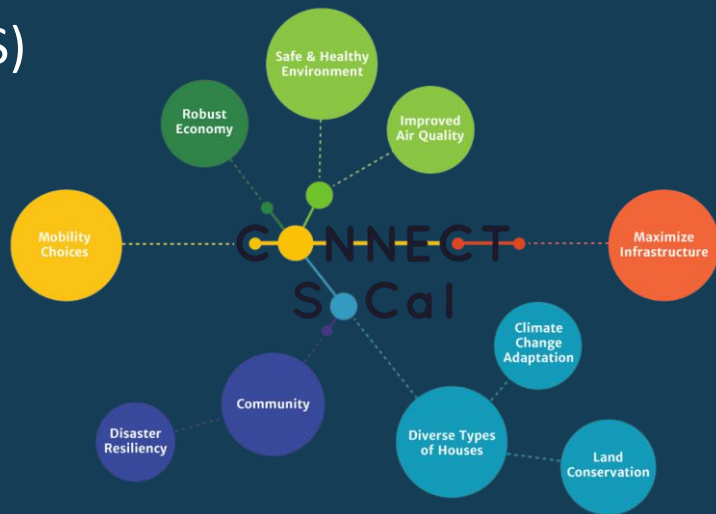 S)
Safe & Healthy
Environment
Robust
Economy
Improved
Air Quality
Mobility
Choices
CONNECT
SoCal
Maximize
Infrastructure
Climate
Change
Adaptation
Community
Disaster
Resiliency
Diverse Types
of Houses
Land
Conservation